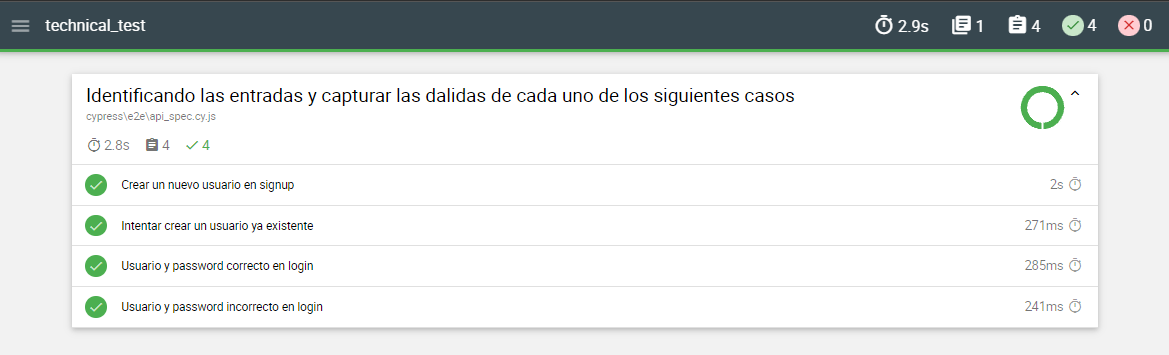 technical_test
2.9s 1 4 4 0
Identificando las entradas y capturar las dalidas de cada uno de los siguientes casos
cypress\e2e\api_spec.cy.js
2.8s 4 4
Crear un nuevo usuario en signup 2s
Intentar crear un usuario ya existente 271ms
Usuario y password correcto en login 285ms
Usuario y password incorrecto en login 241ms